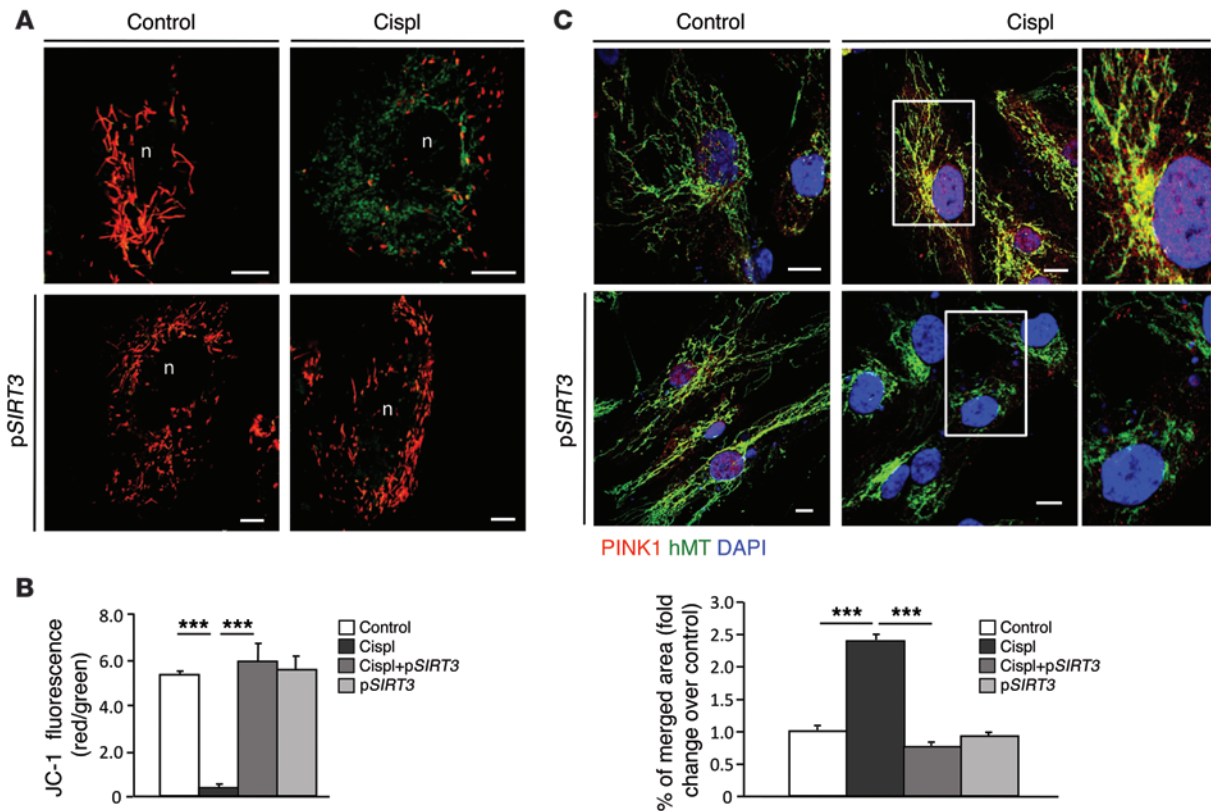 A
Control
Cispl
n
n
pSIRT3
n
n
C
Control
Cispl
pSIRT3
PINK1 hMT DAPI
B
JC-1 fluorescence
(red/green)
8.0
6.0
4.0
2.0
0
***
***
Control
Cispl
Cispl+pSIRT3
pSIRT3
% of merged area (fold
change over control)
3.0
2.5
2.0
1.5
1.0
0.5
0
***
***
Control
Cispl
Cispl+pSIRT3
pSIRT3